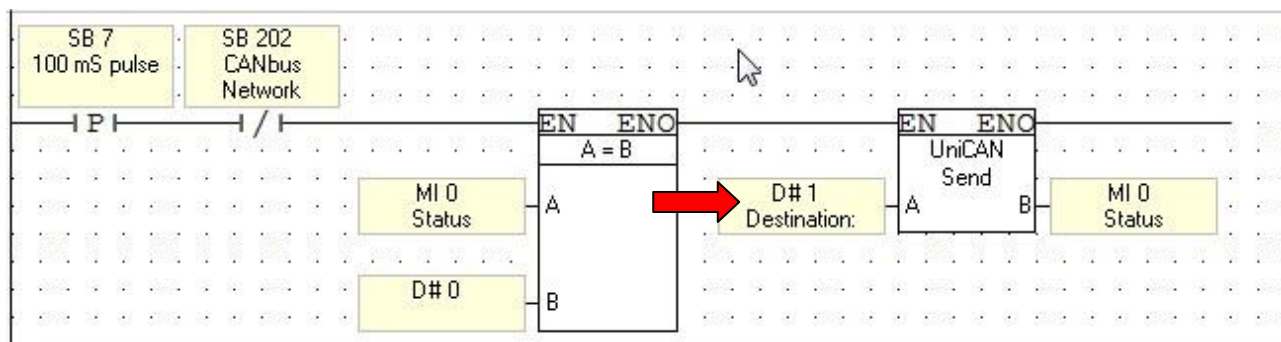 SB 7
100 mS pulse
SB 202
CANbus
Network
P
/
EN ENO
A = B
MI 0
Status
A
D# 0
B
D# 1
Destination:
EN ENO
UniCAN
Send
A B
MI 0
Status